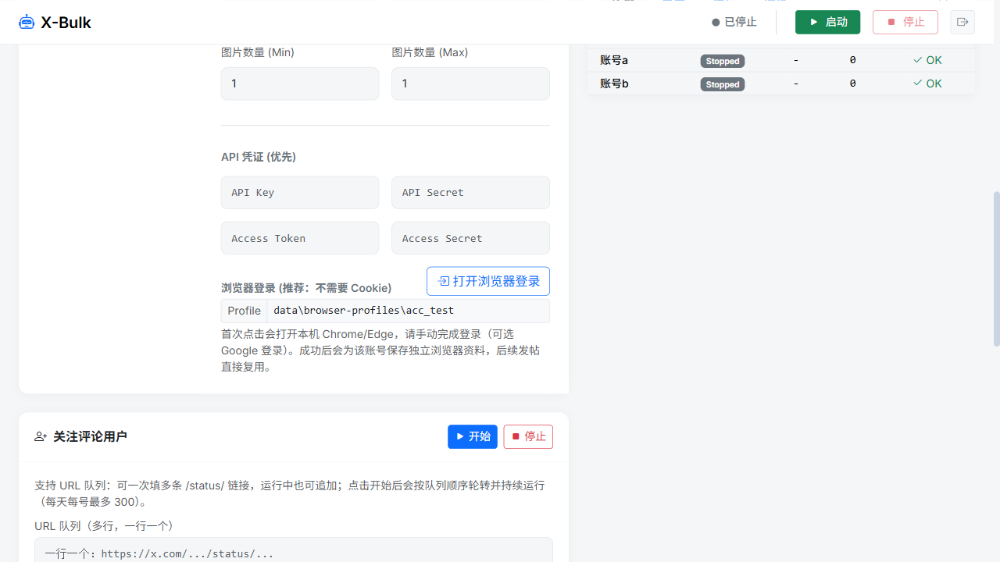 X-Bulk
已停止
启动
停止
图片数量 (Min)
图片数量 (Max)
1
1
API 凭证 (优先)
API Key
API Secret
Access Token
Access Secret
浏览器登录 (推荐：不需要 Cookie)
打开浏览器登录
Profile
data\browser-profiles\acc_test
首次点击会打开本机 Chrome/Edge，请手动完成登录（可选
Google 登录）。成功后会为该账号保存独立浏览器资料，后续发帖
直接复用。
关注评论用户
开始
停止
支持 URL 队列：可一次填多条 /status/ 链接，运行中也可追加；点击开始后会按队列顺序轮转并持续运行
（每天每号最多 300）。
URL 队列（多行，一行一个）
一行一个：https://x.com/.../status/...
账号a Stopped - 0 OK
账号b Stopped - 0 OK